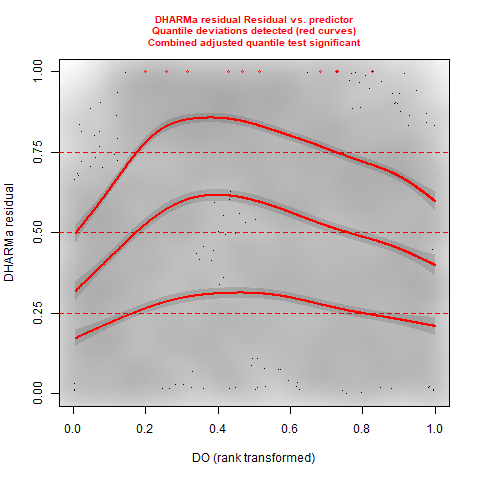 DHARMa residual Residual vs. predictor
Quantile deviations detected (red curves)
Combined adjusted quantile test significant
1.00
0.75
0.50
0.25
0.00
DHARMa residual
0.0 0.2 0.4 0.6 0.8 1.0
DO (rank transformed)